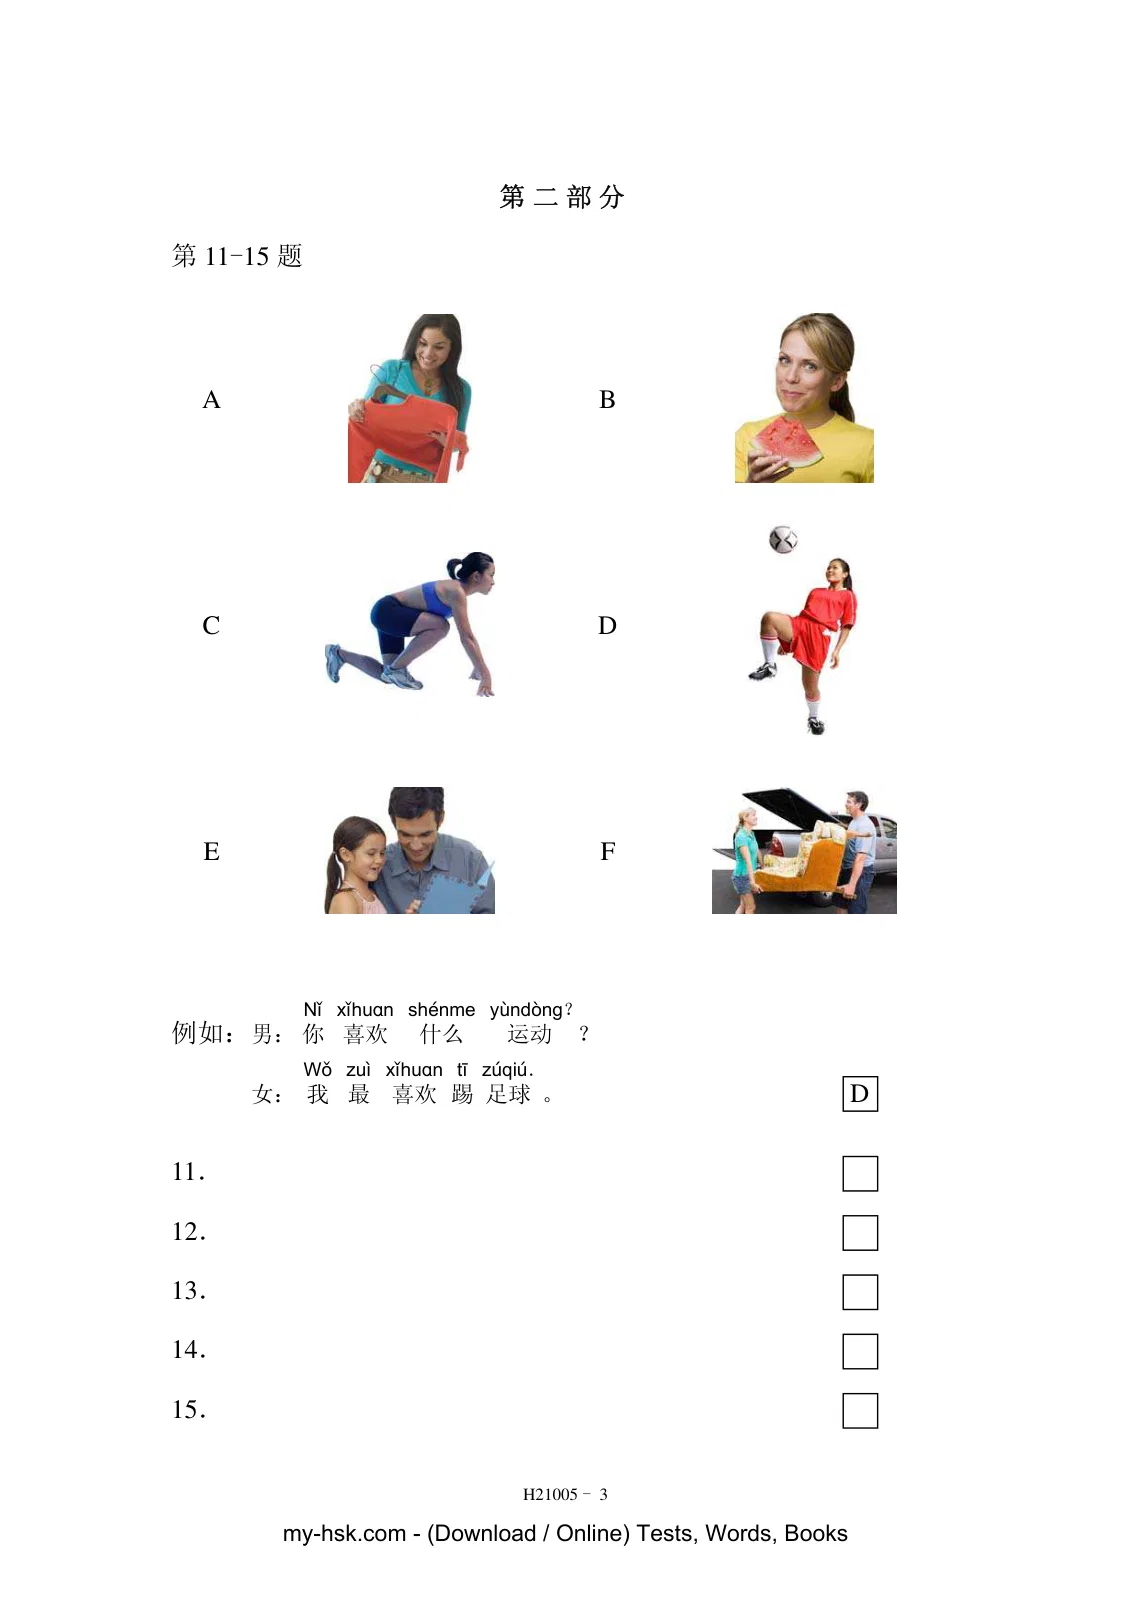 第二部分
第 11-15 题
A
B
C
D
E
F
Nǐ xǐhuan shénme yùndòng?
例如： 男： 你 喜欢 什么 运动 ？
Wǒ zuì xǐhuan tī zúqiú.
女： 我 最 喜欢 踢 足球 。
D
11.
12.
13.
14.
15.
H21005 - 3
my-hsk.com - (Download / Online) Tests, Words, Books